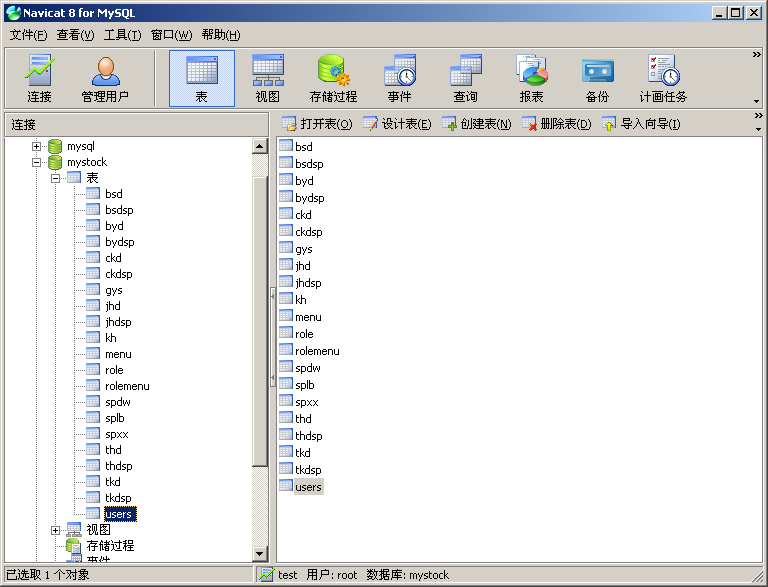 Navicat 8 for MySQL
文件(F) 查看(V) 工具(T) 窗口(W) 帮助(H)
连接 管理用户 表 视图 存储过程 事件 查询 报表 备份 计画任务
连接
打开表(O) 设计表(E) 创建表(N) 删除表(D) 导入向导(I)
mysql
mystock
表
bsd
bsdsp
byd
bydsp
ckd
ckdsp
gys
jhd
jhdsp
kh
menu
role
rolemenu
spdw
splb
spxx
thd
thdsp
tkd
tkdsp
users
视图
存储过程
事件
bsd
bsdsp
byd
bydsp
ckd
ckdsp
gys
jhd
jhdsp
kh
menu
role
rolemenu
spdw
splb
spxx
thd
thdsp
tkd
tkdsp
users
已选取 1 个对象
test 用户: root 数据库: mystock